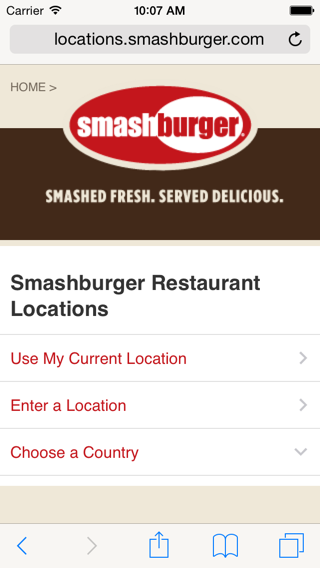 Carrier 10:07 AM
locations.smashburger.com
HOME >
smashburger
SMASHED FRESH. SERVED DELICIOUS.
Smashburger Restaurant
Locations
Use My Current Location
Enter a Location
Choose a Country